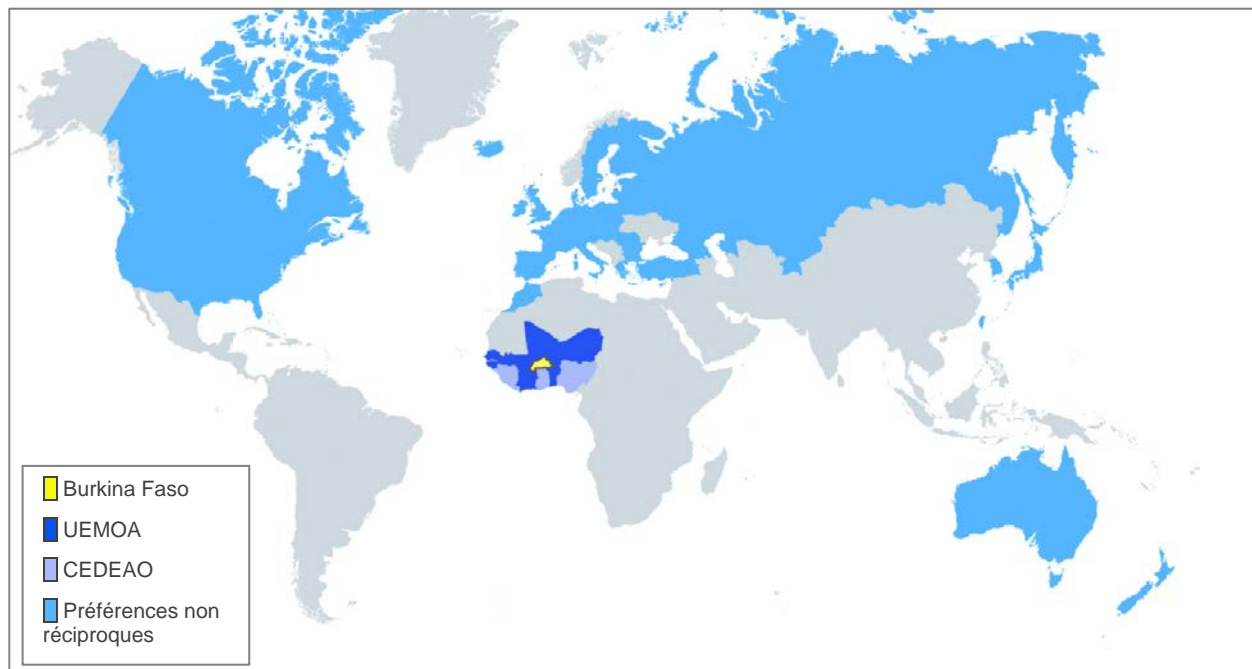 Burkina Faso
UEMOA
CEDEAO
Préférences non
réciproques